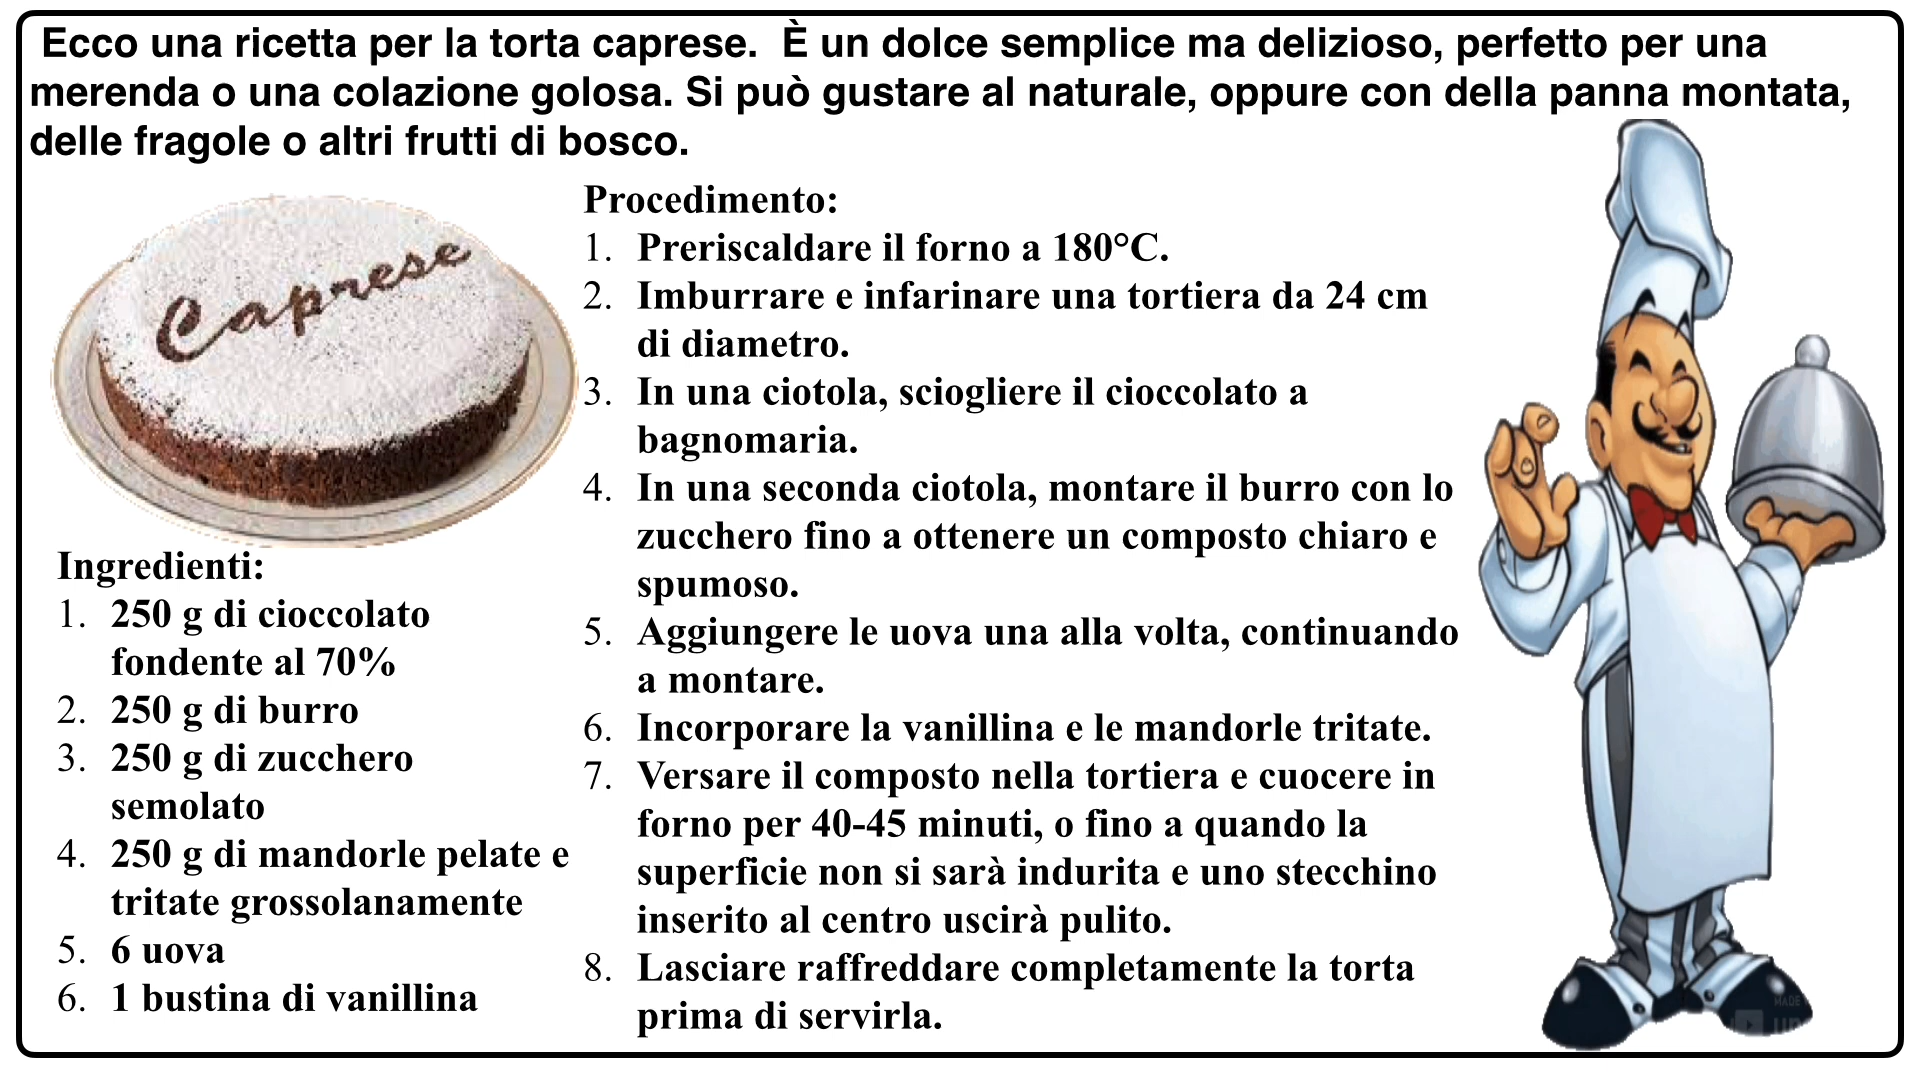 Ecco una ricetta per la torta caprese.  È un dolce semplice ma delizioso, perfetto per una
merenda o una colazione golosa. Si può gustare al naturale, oppure con della panna montata,
delle fragole o altri frutti di bosco.
Caprese
Ingredienti:
1. 250 g di cioccolato
fondente al 70%
2. 250 g di burro
3. 250 g di zucchero
semolato
4. 250 g di mandorle pelate e
tritate grossolanamente
5. 6 uova
6. 1 bustina di vanillina
Procedimento:
1. Preriscaldare il forno a 180°C.
2. Imburrare e infarinare una tortiera da 24 cm
di diametro.
3. In una ciotola, sciogliere il cioccolato a
bagnomaria.
4. In una seconda ciotola, montare il burro con lo
zucchero fino a ottenere un composto chiaro e
spumoso.
5. Aggiungere le uova una alla volta, continuando
a montare.
6. Incorporare la vanillina e le mandorle tritate.
7. Versare il composto nella tortiera e cuocere in
forno per 40-45 minuti, o fino a quando la
superficie non si sarà indurita e uno stecchino
inserito al centro uscirà pulito.
8. Lasciare raffreddare completamente la torta
prima di servirla.
MADE